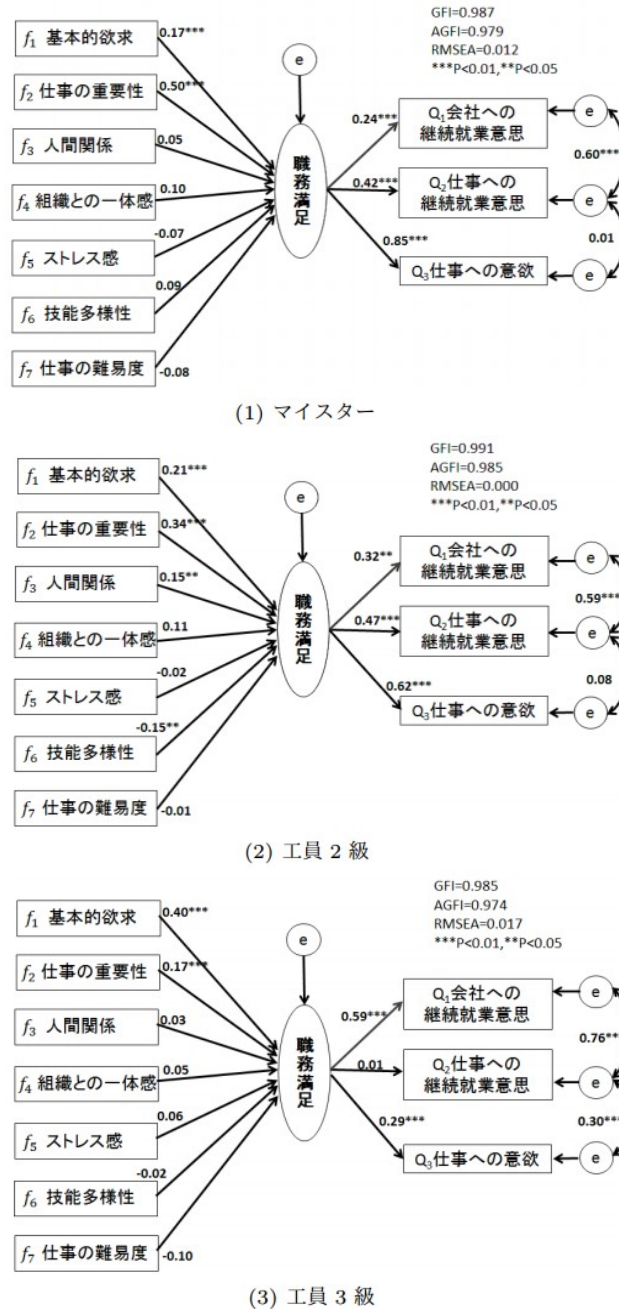 GFI=0.987
AGFI=0.979
RMSEA=0.012
***P<0.01,**P<0.05
f₁ 基本的欲求
0.17***
f₂ 仕事の重要性
0.50***
f₃ 人間関係
0.05
f₄ 組織との一体感
0.10
f₅ ストレス感
-0.07
f₆ 技能多様性
0.09
f₇ 仕事の難易度
-0.08
e
職務満足
0.24***
0.42***
0.85***
Q₁会社への
継続就業意思
e
Q₂仕事への
継続就業意思
e
Q₃仕事への意欲
e
0.60***
0.01
(1) マイスター
GFI=0.991
AGFI=0.985
RMSEA=0.000
***P<0.01,**P<0.05
f₁ 基本的欲求
0.21***
f₂ 仕事の重要性
0.34***
f₃ 人間関係
0.15**
f₄ 組織との一体感
0.11
f₅ ストレス感
-0.02
f₆ 技能多様性
-0.15**
f₇ 仕事の難易度
-0.01
e
職務満足
0.32**
0.47***
0.62***
Q₁会社への
継続就業意思
e
Q₂仕事への
継続就業意思
e
Q₃仕事への意欲
e
0.59***
0.08
(2) 工員 2 級
GFI=0.985
AGFI=0.974
RMSEA=0.017
***P<0.01,**P<0.05
f₁ 基本的欲求
0.40***
f₂ 仕事の重要性
0.17***
f₃ 人間関係
0.03
f₄ 組織との一体感
0.05
f₅ ストレス感
0.06
f₆ 技能多様性
-0.02
f₇ 仕事の難易度
-0.10
e
職務満足
0.59***
0.01
0.29***
Q₁会社への
継続就業意思
e
Q₂仕事への
継続就業意思
e
Q₃仕事への意欲
e
0.76***
0.30***
(3) 工員 3 級